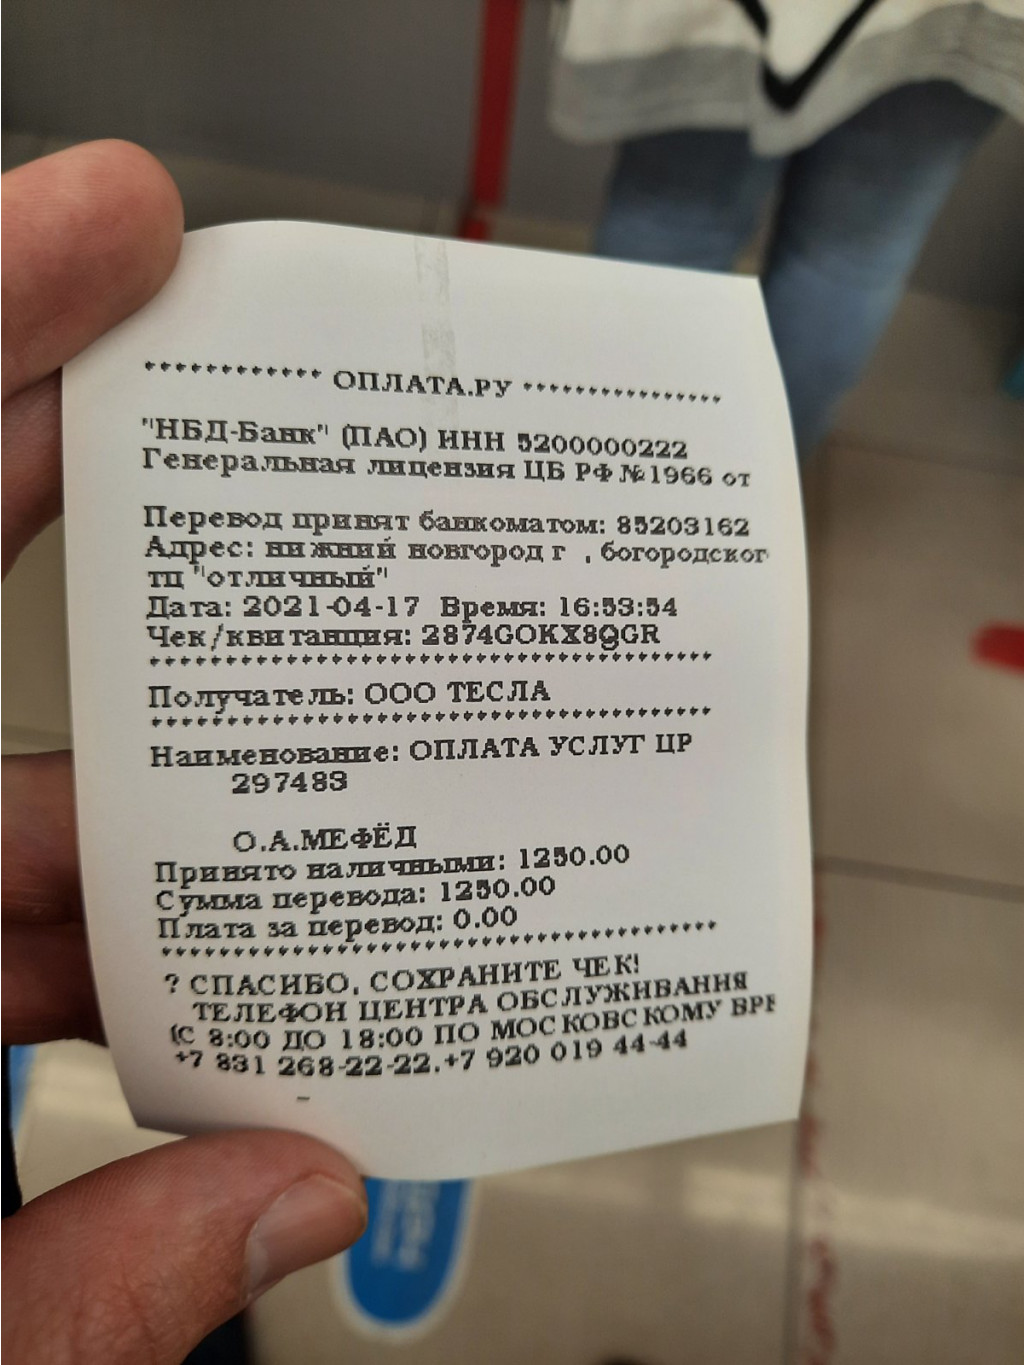 ************ ОПЛАТА.РУ ****************
"НБД-Банк" (ПАО) ИНН 5200000222
Генеральная лицензия ЦБ РФ №1966 от
Перевод принят банкоматом: 85203162
Адрес: нижний новгород г , богородског
тц "отличный"
Дата: 2021-04-17 Время: 16:53:54
Чек/квитанция: 2874GOKX8QGR
******************************************
Получатель: ООО ТЕСЛА
******************************************
Наименование: ОПЛАТА УСЛУГ ЦР
297483
О.А.МЕФЁД
Принято наличными: 1250.00
Сумма перевода: 1250.00
Плата за перевод: 0.00
******************************************
? СПАСИБО, СОХРАНИТЕ ЧЕК!
ТЕЛЕФОН ЦЕНТРА ОБСЛУЖИВАНИЯ
(С 8:00 ДО 18:00 ПО МОСКОВСКОМУ ВРЕ
+7 831 268-22-22,+7 920 019 44-44